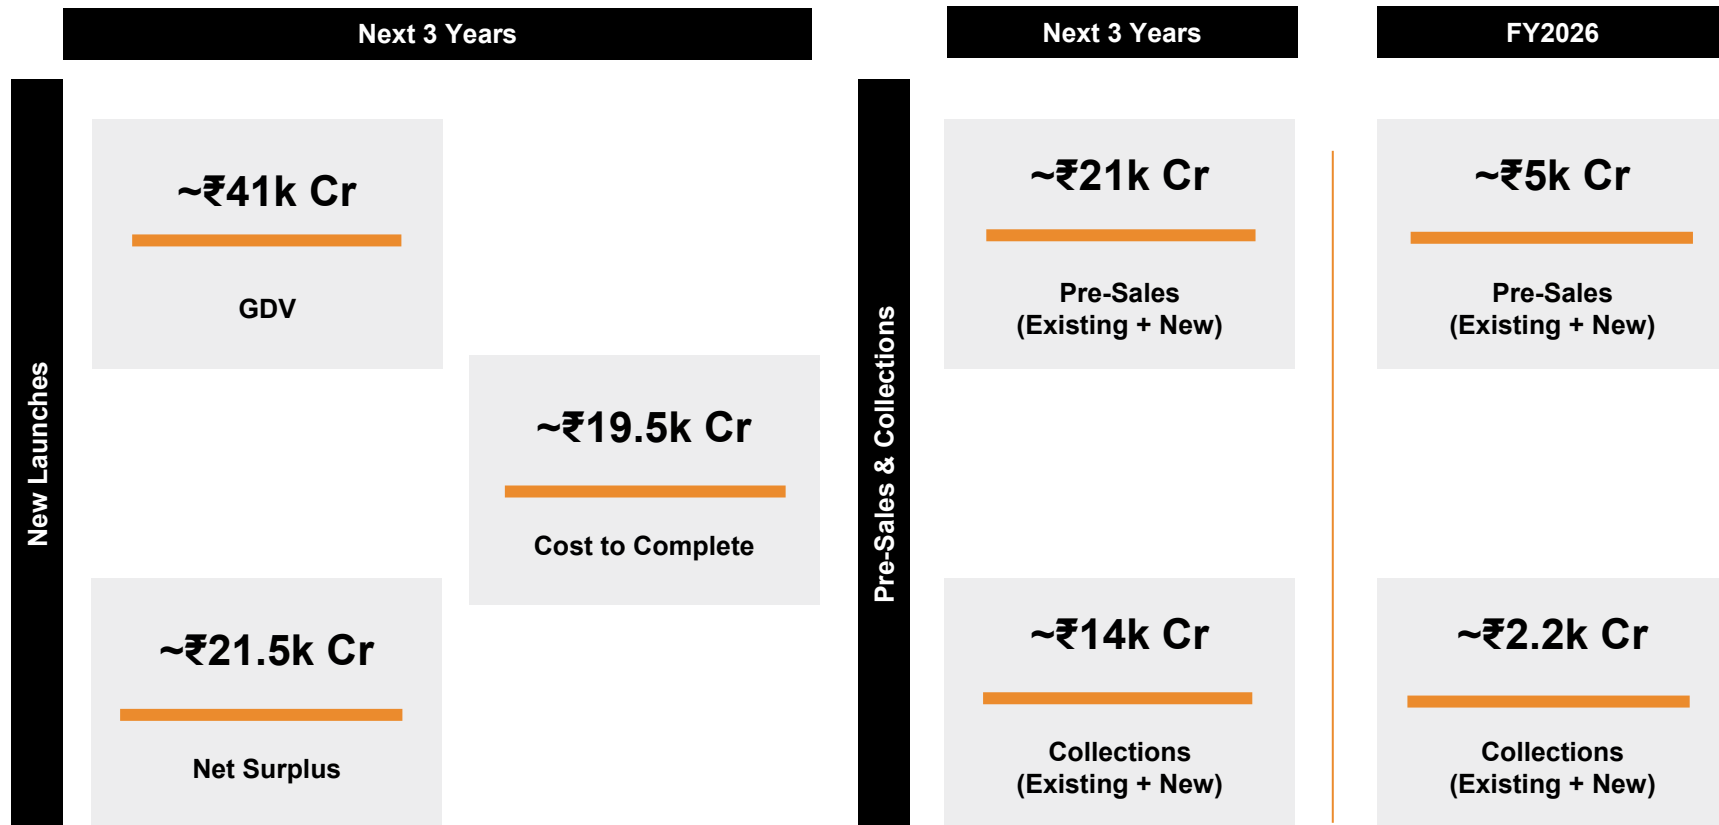 Next 3 Years
New Launches
~₹41k Cr
GDV
~₹19.5k Cr
Cost to Complete
~₹21.5k Cr
Net Surplus
Next 3 Years
FY2026
Pre-Sales & Collections
~₹21k Cr
Pre-Sales
(Existing + New)
~₹5k Cr
Pre-Sales
(Existing + New)
~₹14k Cr
Collections
(Existing + New)
~₹2.2k Cr
Collections
(Existing + New)